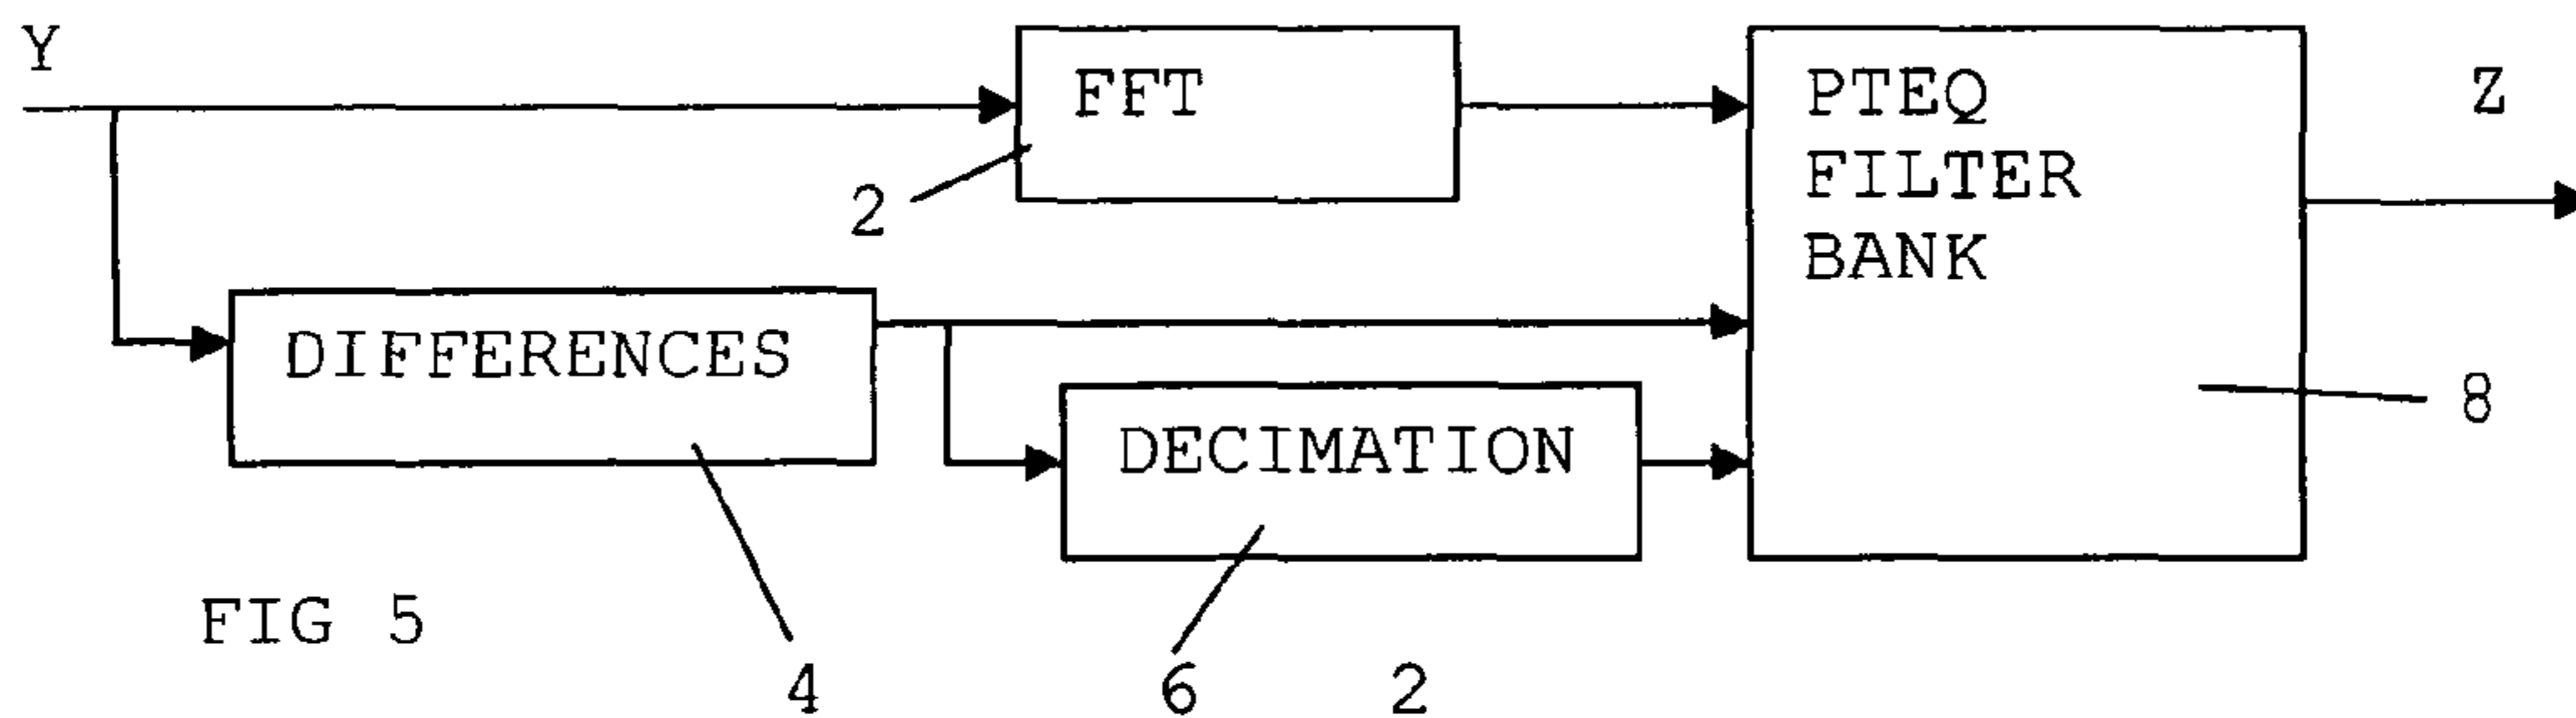 Y
FFT
2
PTEQ
FILTER
BANK
Z
DIFFERENCES
8
DECIMATION
FIG 5
4
6
2